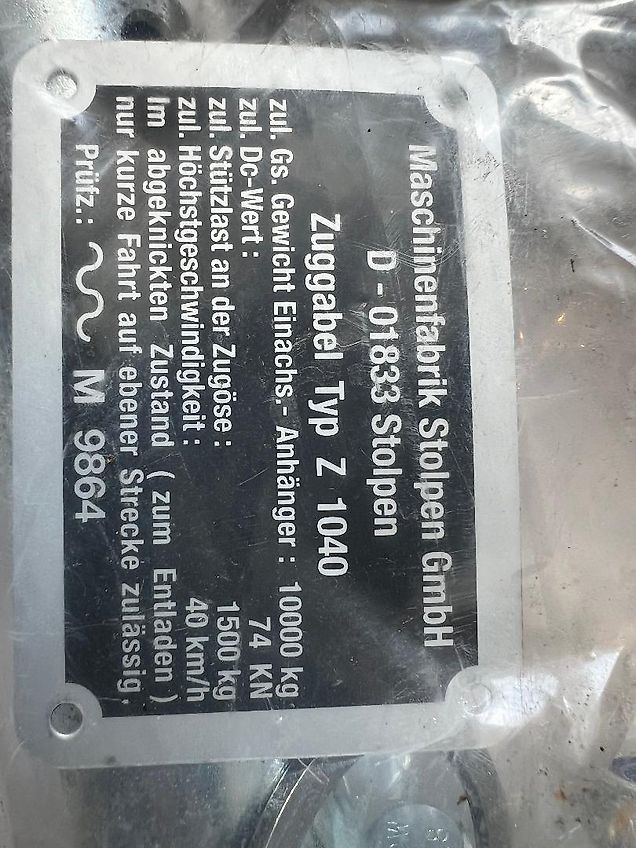 Maschinenfabrik Stolpen GmbH
D - 01833 Stolpen
Zuggabel Typ Z 1040
zul. Gs. Gewicht Einachs.- Anhänger : 10000 kg
zul. Dc-Wert : 74 KN
zul. Stützlast an der Zugöse : 1500 kg
zul. Höchstgeschwindigkeit : 40 km/h
Im abgeknickten Zustand ( zum Entladen )
nur kurze Fahrt auf ebener Strecke zulässig.
Prüfz.: M 9864
8